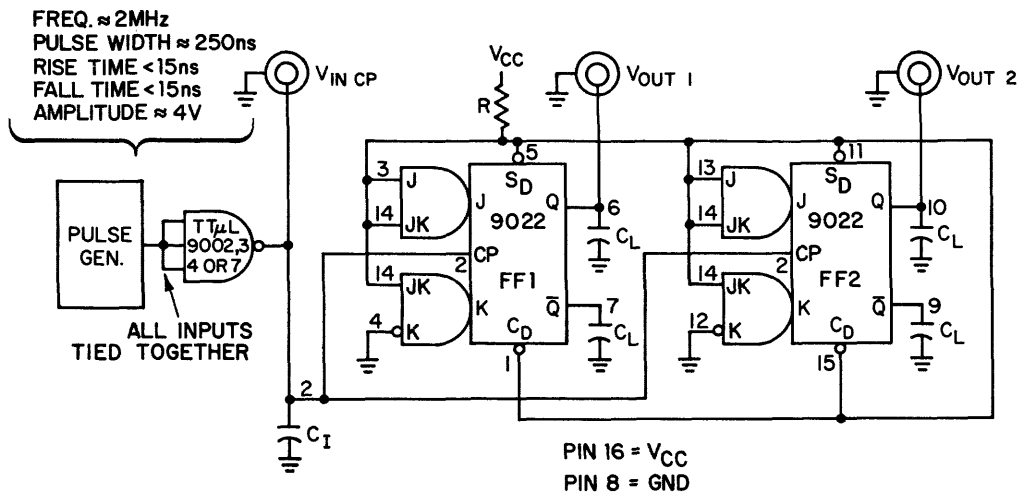 FREQ. ≈ 2MHz
PULSE WIDTH ≈ 250ns
RISE TIME <15ns
FALL TIME <15ns
AMPLITUDE ≈ 4V
V_IN CP
V_CC
R
V_OUT 1
V_OUT 2
PULSE
GEN.
TTμL
9002,3
4 OR 7
ALL INPUTS
TIED TOGETHER
2
C_I
3
J
14
JK
J
5
S_D
Q
6
9022
C_L
2
CP
14
JK
FF1
4
K
K
C_D
Q̅
7
C_L
1
13
J
14
JK
J
11
S_D
Q
10
9022
C_L
2
CP
14
JK
FF2
12
K
K
C_D
Q̅
9
C_L
15
PIN 16 = V_CC
PIN 8 = GND